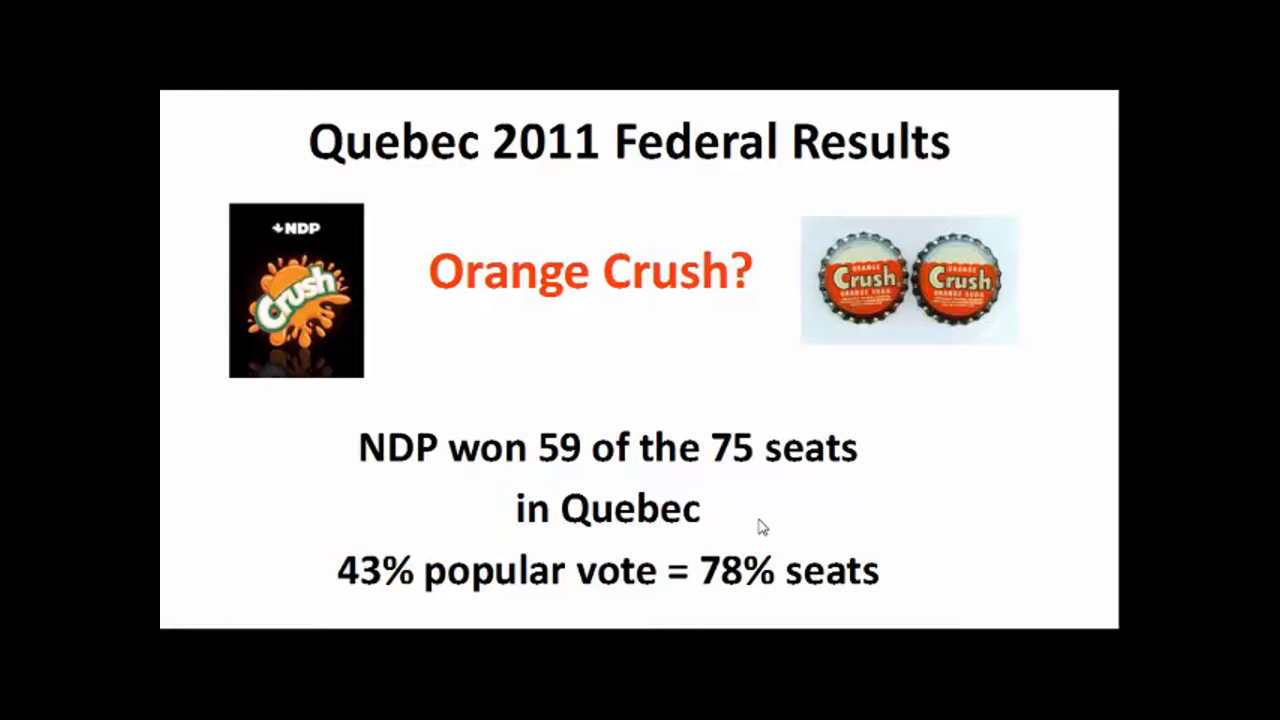 Quebec 2011 Federal Results
NDP
Crush
Orange Crush?
ORANGE
Crush
ORANGE SODA
ORANGE
Crush
ORANGE SODA
NDP won 59 of the 75 seats
in Quebec
43% popular vote = 78% seats